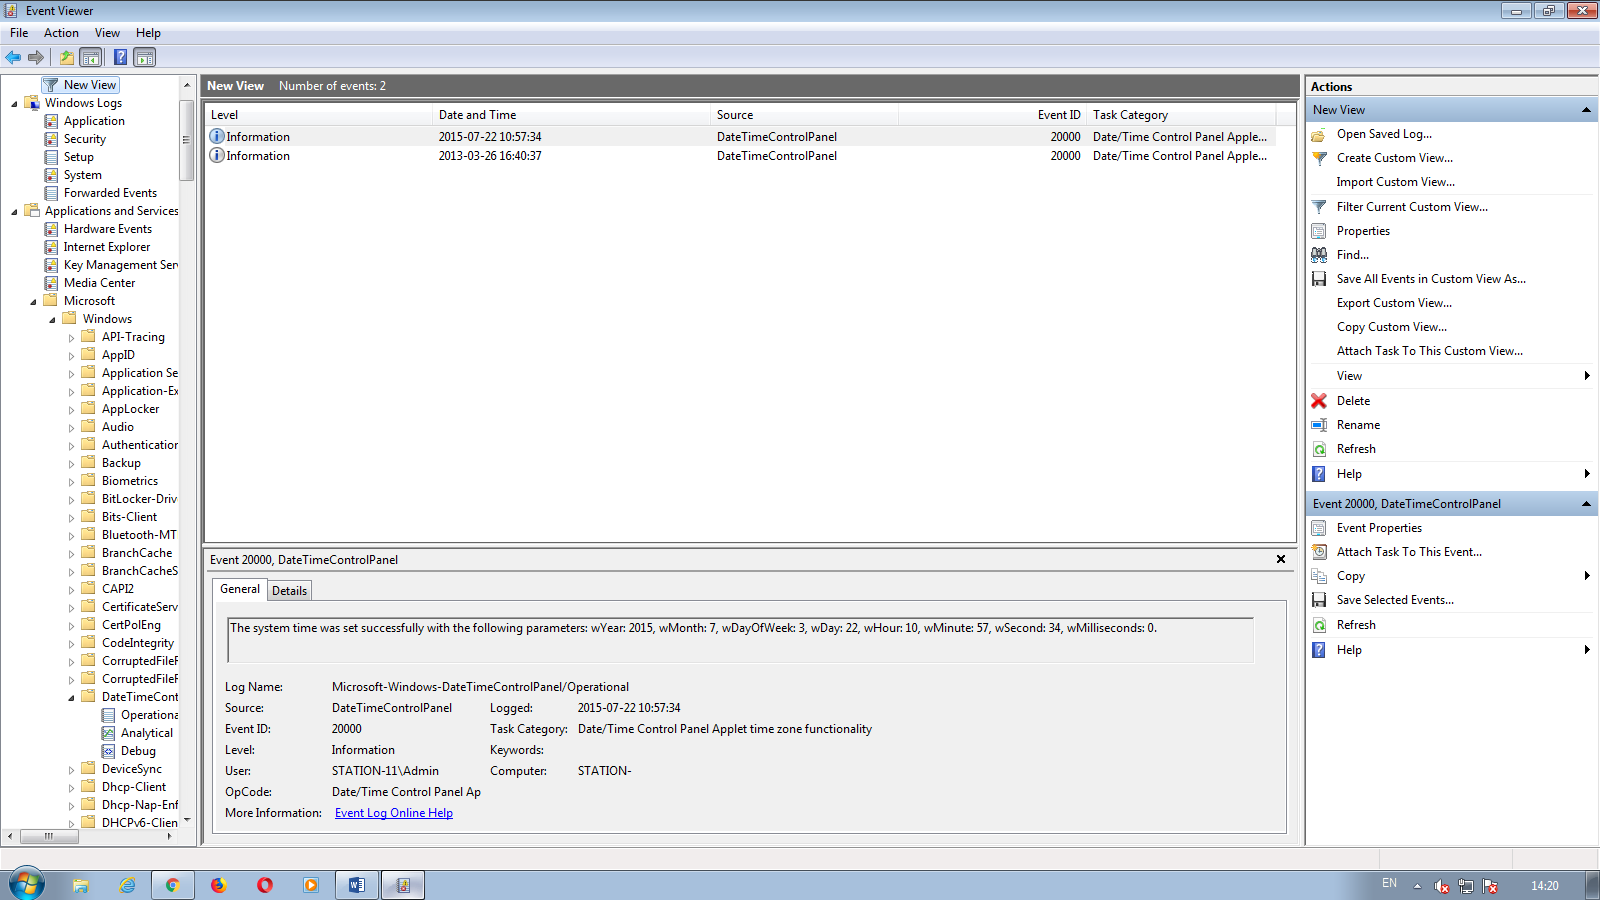 Event Viewer
File Action View Help
New View
Windows Logs
Application
Security
Setup
System
Forwarded Events
Applications and Services
Hardware Events
Internet Explorer
Key Management Serv
Media Center
Microsoft
Windows
API-Tracing
AppID
Application Se
Application-Ex
AppLocker
Audio
Authentication
Backup
Biometrics
BitLocker-Driv
Bits-Client
Bluetooth-MT
BranchCache
BranchCacheS
CAPI2
CertificateServ
CertPolEng
CodeIntegrity
CorruptedFileR
CorruptedFileR
DateTimeCont
Operationa
Analytical
Debug
DeviceSync
Dhcp-Client
Dhcp-Nap-Enf
DHCPv6-Clien
New View Number of events: 2
Level Date and Time Source Event ID Task Category
Information 2015-07-22 10:57:34 DateTimeControlPanel 20000 Date/Time Control Panel Apple...
Information 2013-03-26 16:40:37 DateTimeControlPanel 20000 Date/Time Control Panel Apple...
Event 20000, DateTimeControlPanel
General Details
The system time was set successfully with the following parameters: wYear: 2015, wMonth: 7, wDayOfWeek: 3, wDay: 22, wHour: 10, wMinute: 57, wSecond: 34, wMilliseconds: 0.
Log Name: Microsoft-Windows-DateTimeControlPanel/Operational
Source: DateTimeControlPanel Logged: 2015-07-22 10:57:34
Event ID: 20000 Task Category: Date/Time Control Panel Applet time zone functionality
Level: Information Keywords:
User: STATION-11\Admin Computer: STATION-
OpCode: Date/Time Control Panel Ap
More Information: Event Log Online Help
Actions
New View
Open Saved Log...
Create Custom View...
Import Custom View...
Filter Current Custom View...
Properties
Find...
Save All Events in Custom View As...
Export Custom View...
Copy Custom View...
Attach Task To This Custom View...
View
Delete
Rename
Refresh
Help
Event 20000, DateTimeControlPanel
Event Properties
Attach Task To This Event...
Copy
Save Selected Events...
Refresh
Help
EN 14:20